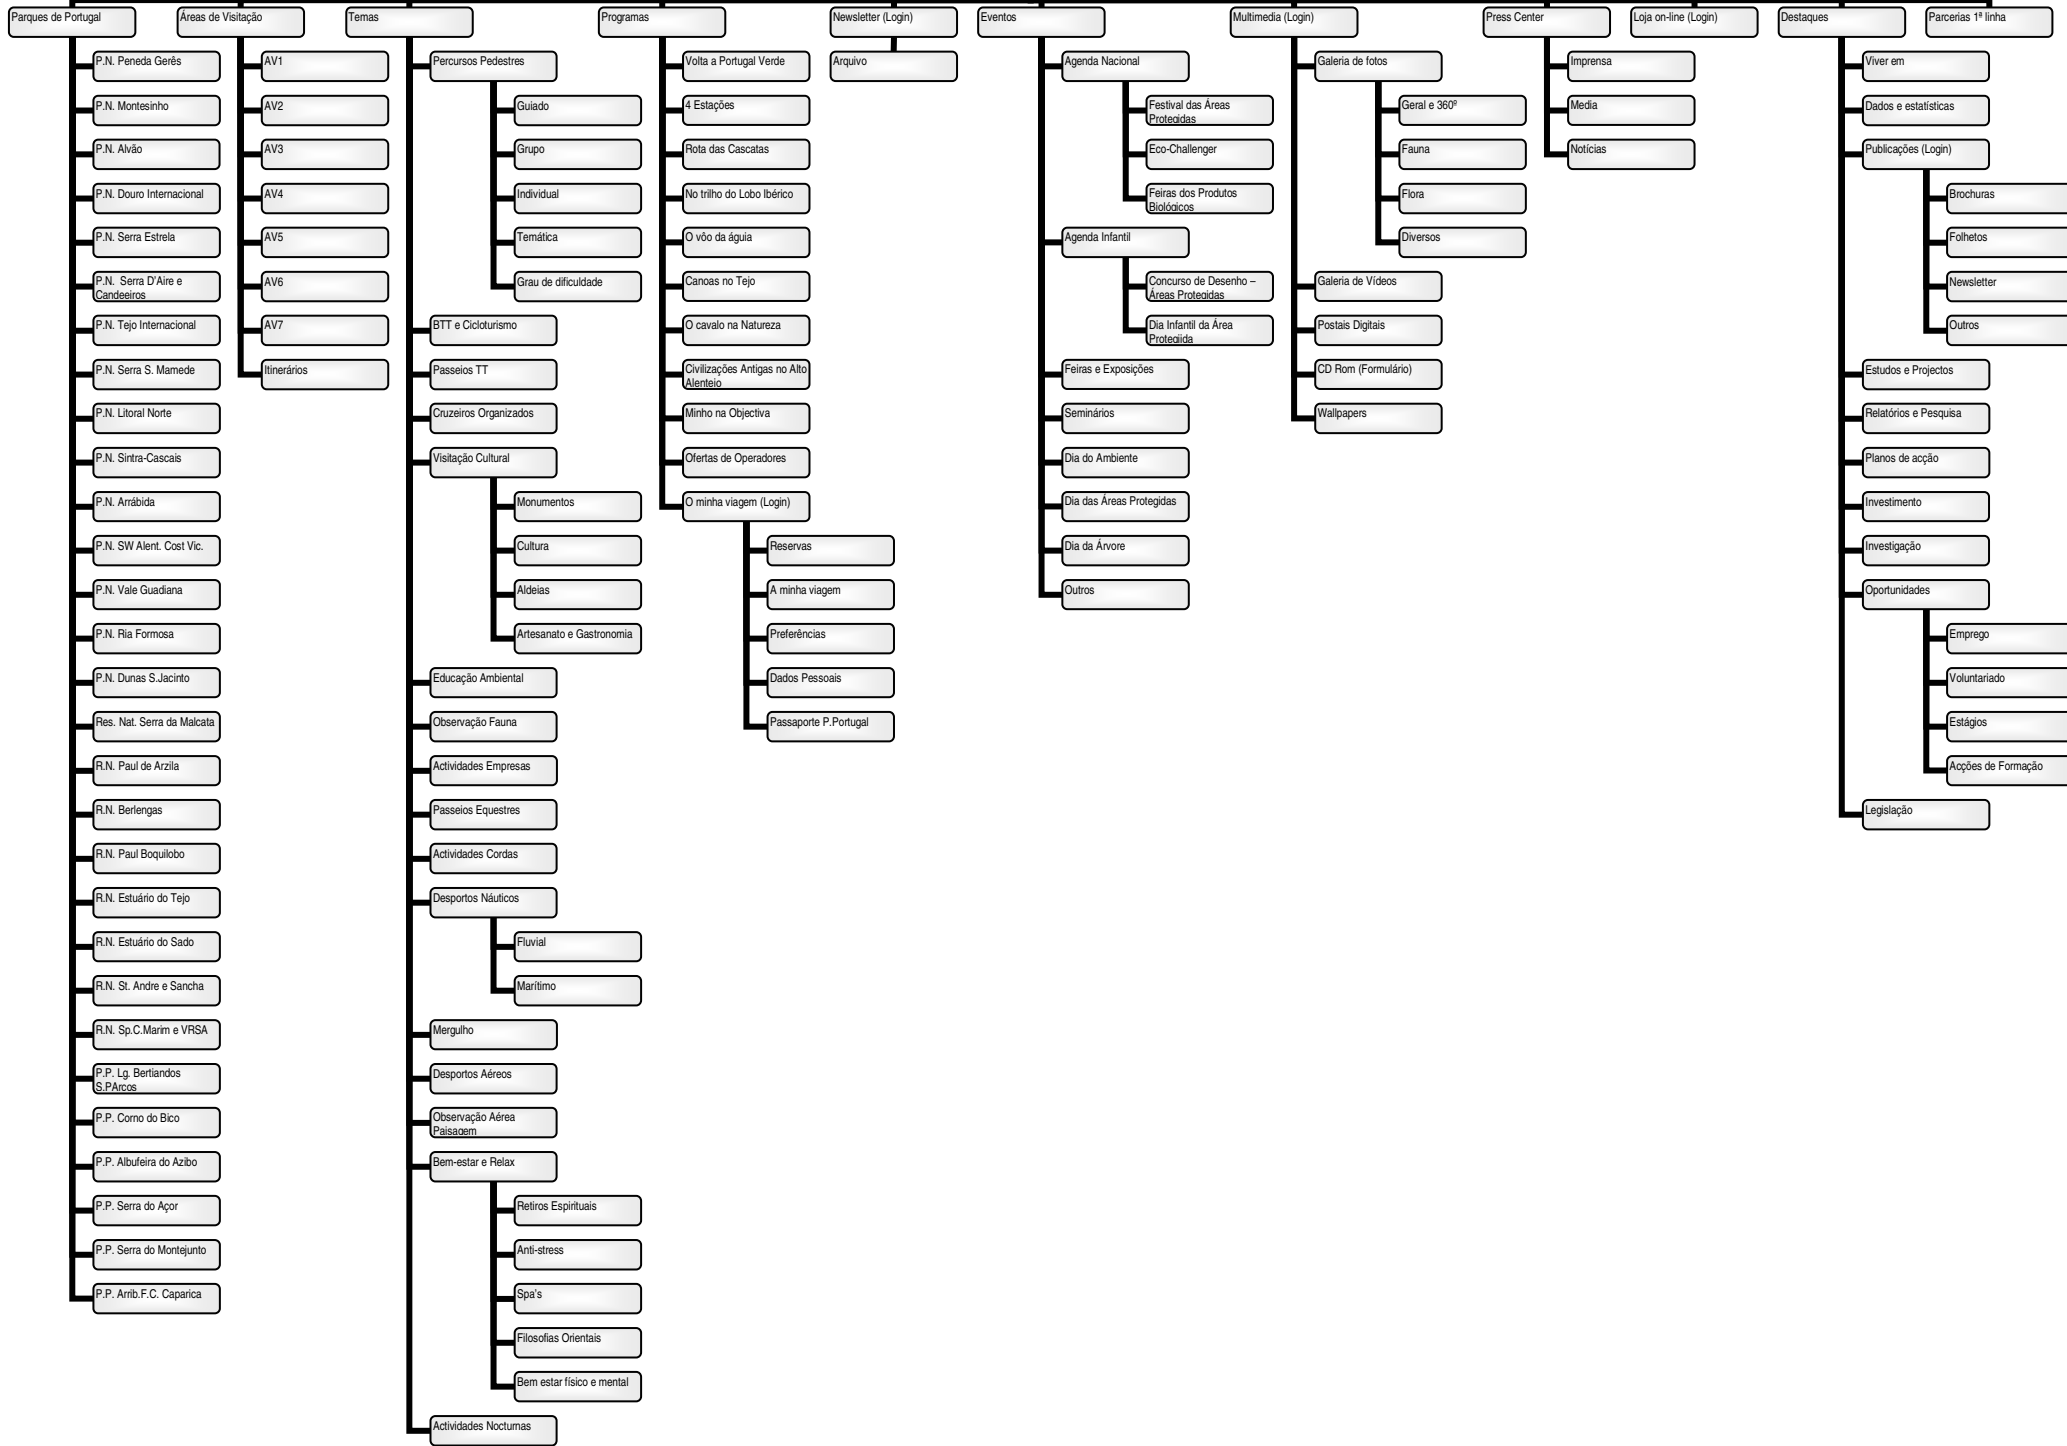 Parques de Portugal
P.N. Peneda Gerês
P.N. Montesinho
P.N. Alvão
P.N. Douro Internacional
P.N. Serra Estrela
P.N. Serra D'Aire e
Candeeiros
P.N. Tejo Internacional
P.N. Serra S. Mamede
P.N. Litoral Norte
P.N. Sintra-Cascais
P.N. Arrábida
P.N. SW Alent. Cost Vic.
P.N. Vale Guadiana
P.N. Ria Formosa
P.N. Dunas S.Jacinto
Res. Nat. Serra da Malcata
R.N. Paul de Arzila
R.N. Berlengas
R.N. Paul Boquilobo
R.N. Estuário do Tejo
R.N. Estuário do Sado
R.N. St. Andre e Sancha
R.N. Sp.C.Marim e VRSA
P.P. Lg. Bertiandos
S.PArcos
P.P. Corno do Bico
P.P. Albufeira do Azibo
P.P. Serra do Açor
P.P. Serra do Montejunto
P.P. Arrib.F.C. Caparica
Áreas de Visitação
AV1
AV2
AV3
AV4
AV5
AV6
AV7
Itinerários
Temas
Percursos Pedestres
Guiado
Grupo
Individual
Temática
Grau de dificuldade
BTT e Cicloturismo
Passeios TT
Cruzeiros Organizados
Visitação Cultural
Monumentos
Cultura
Aldeias
Artesanato e Gastronomia
Educação Ambiental
Observação Fauna
Actividades Empresas
Passeios Equestres
Actividades Cordas
Desportos Náuticos
Fluvial
Marítimo
Mergulho
Desportos Aéreos
Observação Aérea
Paisagem
Bem-estar e Relax
Retiros Espirituais
Anti-stress
Spa's
Filosofias Orientais
Bem estar físico e mental
Actividades Nocturnas
Programas
Volta a Portugal Verde
4 Estações
Rota das Cascatas
No trilho do Lobo Ibérico
O vôo da águia
Canoas no Tejo
O cavalo na Natureza
Civilizações Antigas no Alto
Alentejo
Minho na Objectiva
Ofertas de Operadores
O minha viagem (Login)
Reservas
A minha viagem
Preferências
Dados Pessoais
Passaporte P.Portugal
Newsletter (Login)
Arquivo
Eventos
Agenda Nacional
Festival das Áreas
Protegidas
Eco-Challenger
Feiras dos Produtos
Biológicos
Agenda Infantil
Concurso de Desenho –
Áreas Protegidas
Dia Infantil da Área
Protegiida
Feiras e Exposições
Seminários
Dia do Ambiente
Dia das Áreas Protegidas
Dia da Árvore
Outros
Multimedia (Login)
Galeria de fotos
Geral e 360º
Fauna
Flora
Diversos
Galeria de Vídeos
Postais Digitais
CD Rom (Formulário)
Wallpapers
Press Center
Imprensa
Media
Notícias
Loja on-line (Login)
Destaques
Viver em
Dados e estatísticas
Publicações (Login)
Brochuras
Folhetos
Newsletter
Outros
Estudos e Projectos
Relatórios e Pesquisa
Planos de acção
Investimento
Investigação
Oportunidades
Emprego
Voluntariado
Estágios
Acções de Formação
Legislação
Parcerias 1ª linha